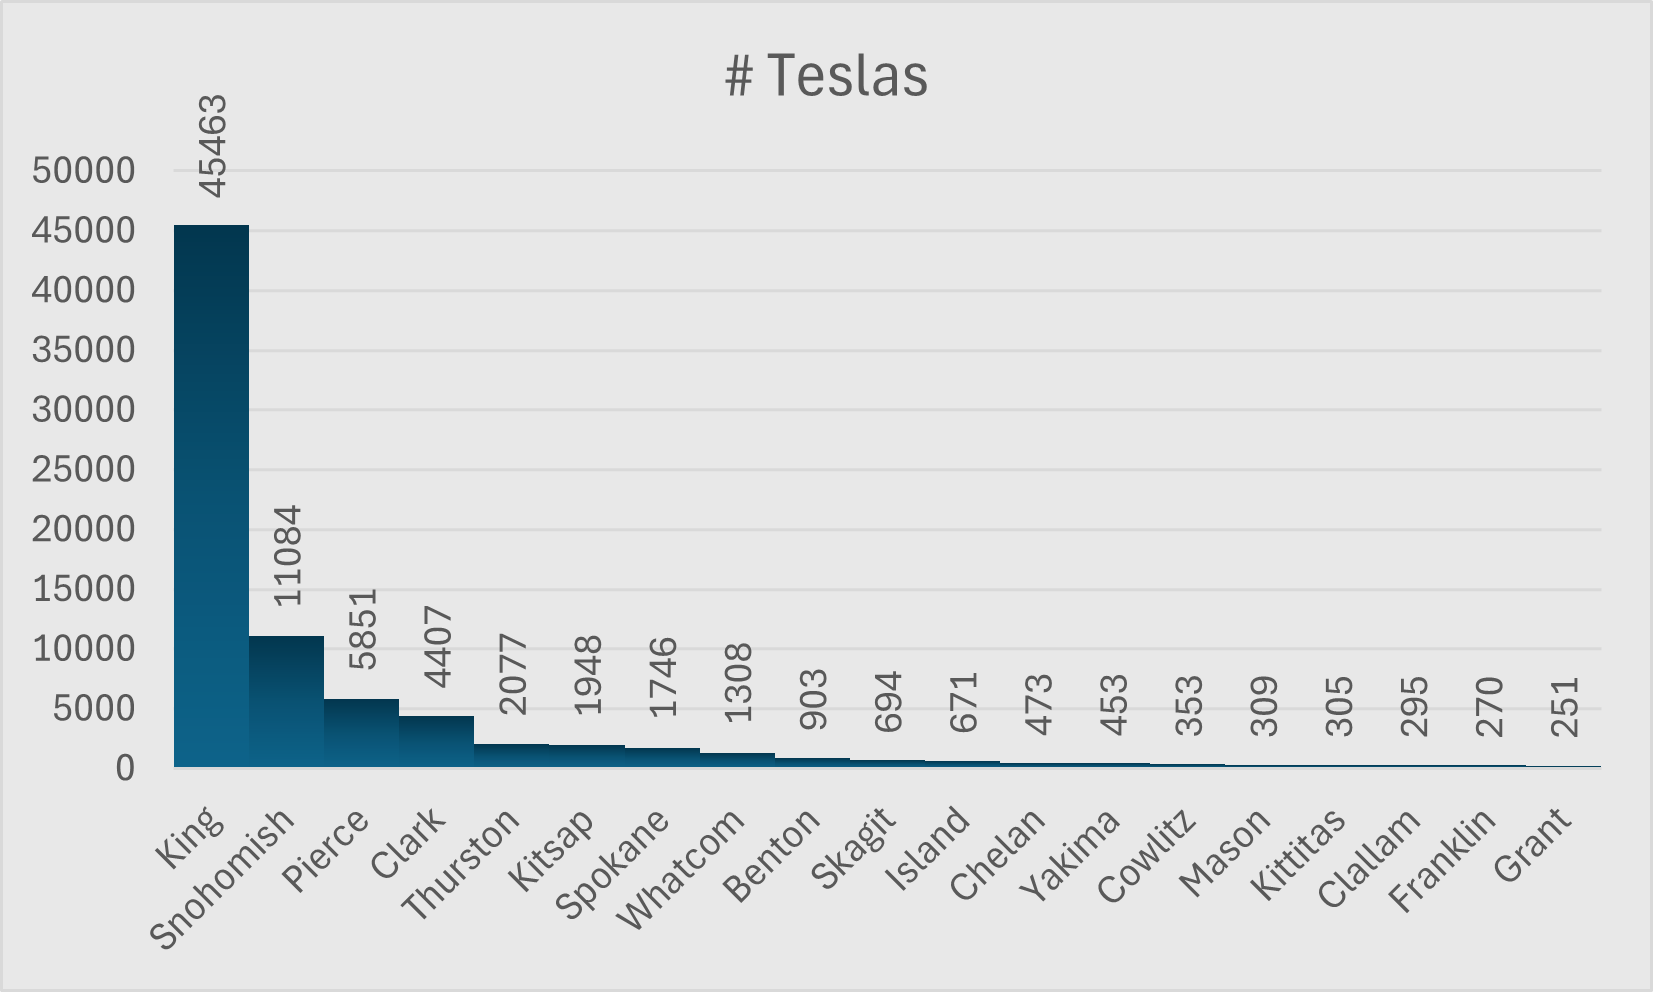 # Teslas
50000
45000
40000
35000
30000
25000
20000
15000
10000
5000
0
45463
11084
5851
4407
2077
1948
1746
1308
903
694
671
473
453
353
309
305
295
270
251
King
Snohomish
Pierce
Clark
Thurston
Kitsap
Spokane
Whatcom
Benton
Skagit
Island
Chelan
Yakima
Cowlitz
Mason
Kittitas
Clallam
Franklin
Grant